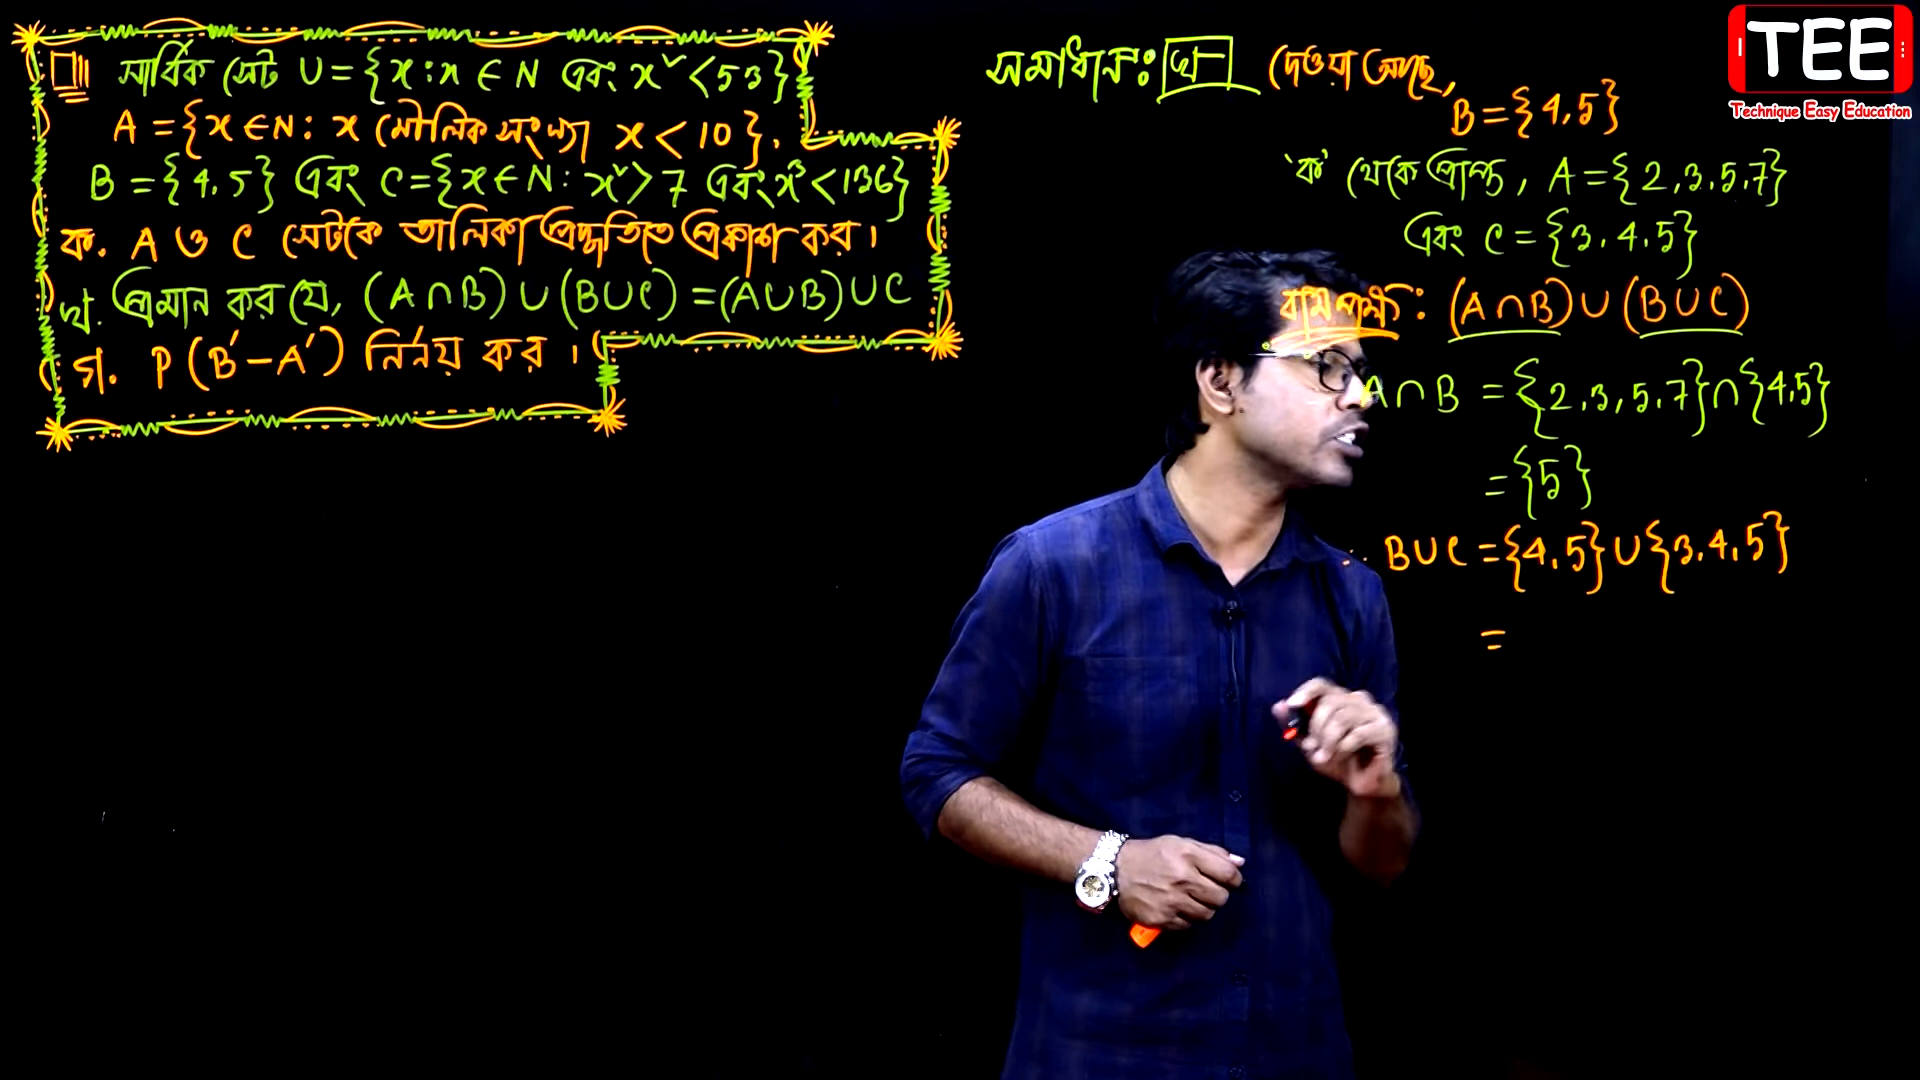 সার্বিক সেট U = {x : x ∈ N এবং x² < 53}
A = {x ∈ N : x মৌলিক সংখ্যা x < 10},
B = {4, 5} এবং C = {x ∈ N : x² > 7 এবং x³ < 136}
ক. A ও C সেটকে তালিকা পদ্ধতিতে প্রকাশ কর।
খ. প্রমান কর যে, (A∩B) ∪ (B∪C) = (A∪B) ∪ C
গ. P (B′ − A′) নির্নয় কর।
সমাধান : খ দেওয়া আছে,
B = {4, 5}
‘ক’ থেকে প্রাপ্ত, A = {2, 3, 5, 7}
এবং C = {3, 4, 5}
বামপক্ষ : (A∩B) ∪ (B∪C)
A∩B = {2, 3, 5, 7} ∩ {4, 5}
= {5}
B∪C = {4, 5} ∪ {3, 4, 5}
=
TEE
Technique Easy Education